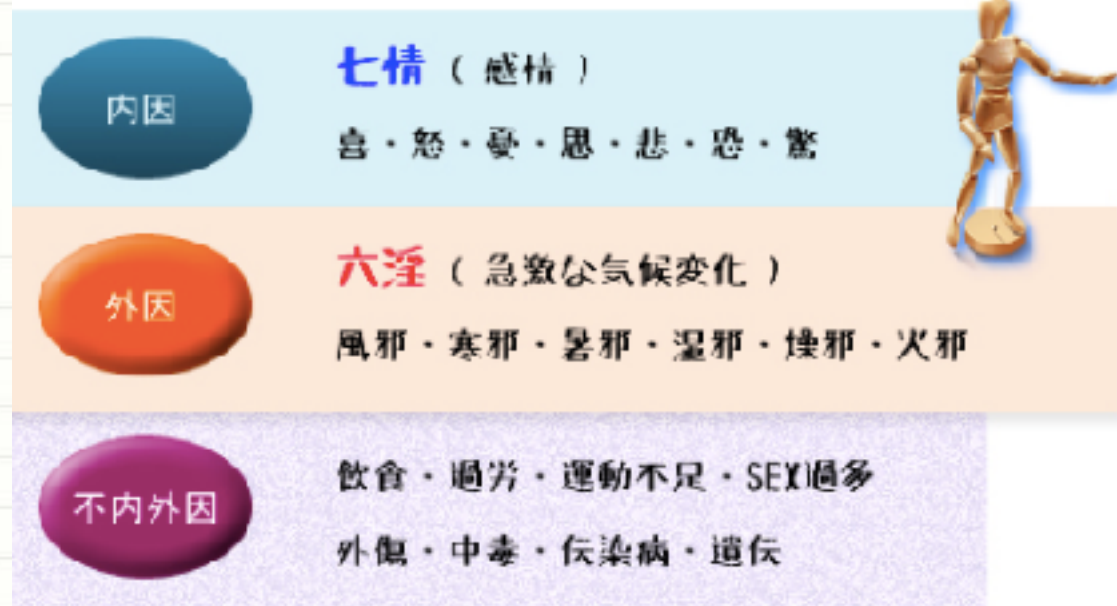 内因
七情 ( 感情 )
喜・怒・憂・思・悲・恐・驚
外因
六淫 ( 急激な気候変化 )
風邪・寒邪・暑邪・湿邪・燥邪・火邪
不内外因
飲食・過労・運動不足・SEX過多
外傷・中毒・伝染病・遺伝